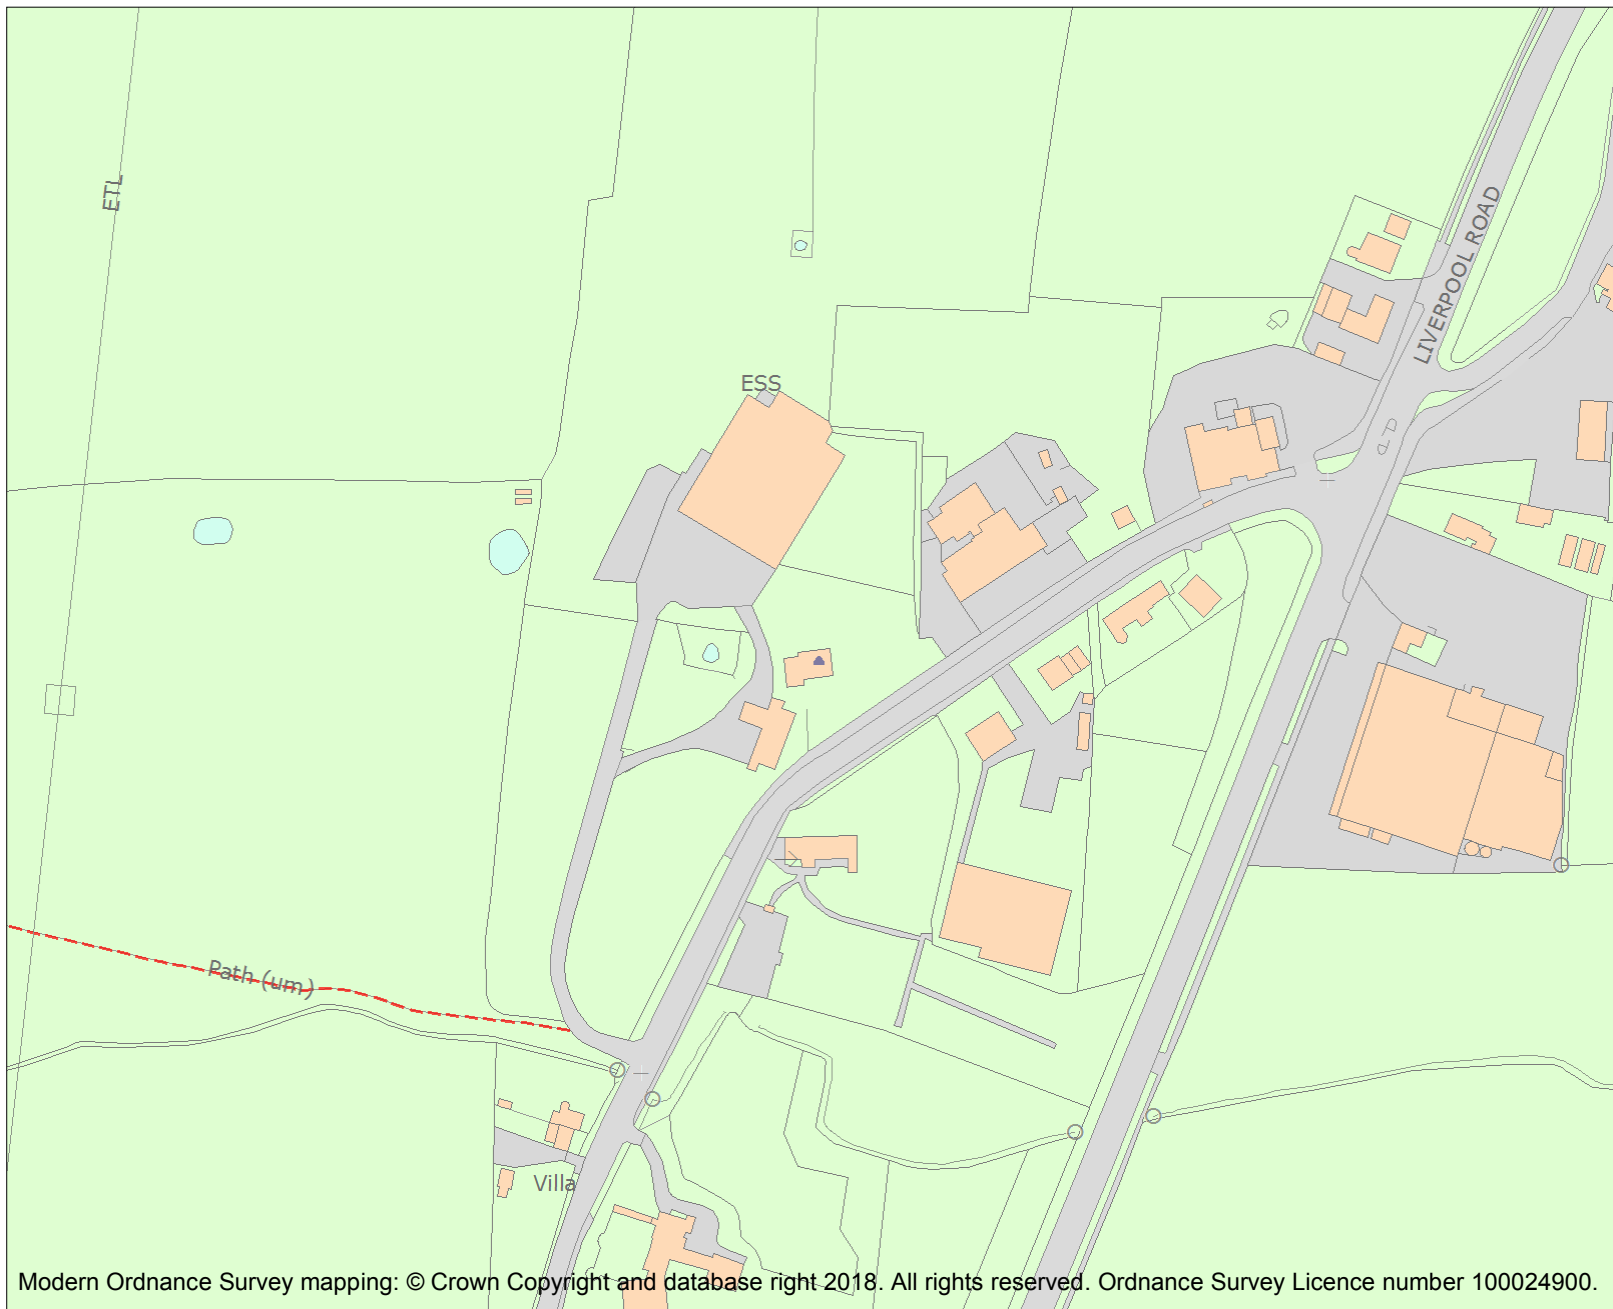 ETL
LIVERPOOL ROAD
ESS
Path (um)
Villa
Modern Ordnance Survey mapping: © Crown Copyright and database right 2018. All rights reserved. Ordnance Survey Licence number 100024900.